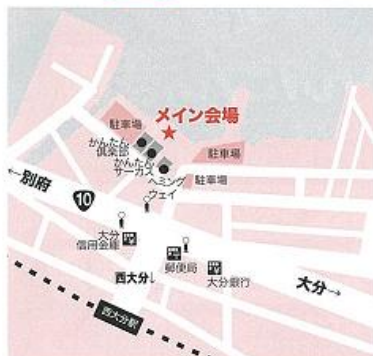 メイン会場
駐車場
かんたん
倶楽部
かんたん
サーカス
駐車場
ヘミング
ウェイ
駐車場
←別府
10
大分
信用金庫
郵便局
大分銀行
西大分↓
大分→
西大分駅